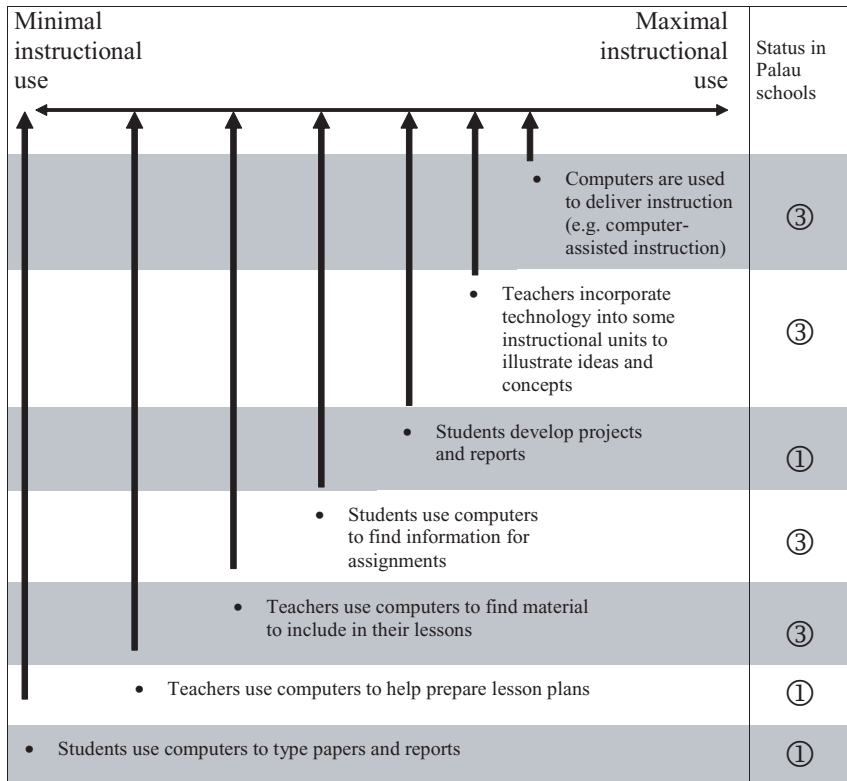 Minimal
instructional
use
Maximal
instructional
use
Status in
Palau
schools
• Computers are used
to deliver instruction
(e.g. computer-
assisted instruction)
③
• Teachers incorporate
technology into some
instructional units to
illustrate ideas and
concepts
③
• Students develop projects
and reports
①
• Students use computers
to find information for
assignments
③
• Teachers use computers to find material
to include in their lessons
③
• Teachers use computers to help prepare lesson plans
①
• Students use computers to type papers and reports
①